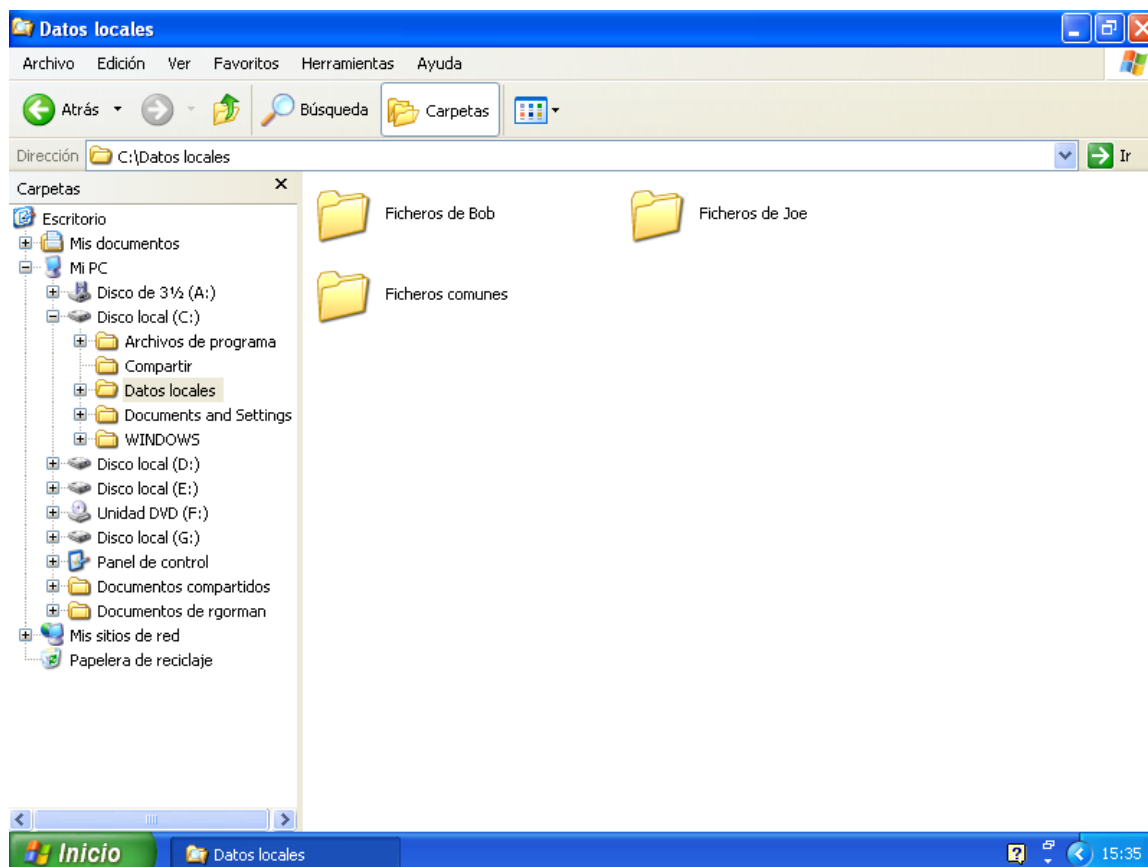 Datos locales
Archivo Edición Ver Favoritos Herramientas Ayuda
Atrás Búsqueda Carpetas
Dirección C:\Datos locales Ir
Carpetas
Escritorio
Mis documentos
Mi PC
Disco de 3½ (A:)
Disco local (C:)
Archivos de programa
Compartir
Datos locales
Documents and Settings
WINDOWS
Disco local (D:)
Disco local (E:)
Unidad DVD (F:)
Disco local (G:)
Panel de control
Documentos compartidos
Documentos de rgorman
Mis sitios de red
Papelera de reciclaje
Ficheros de Bob
Ficheros de Joe
Ficheros comunes
Inicio Datos locales 15:35